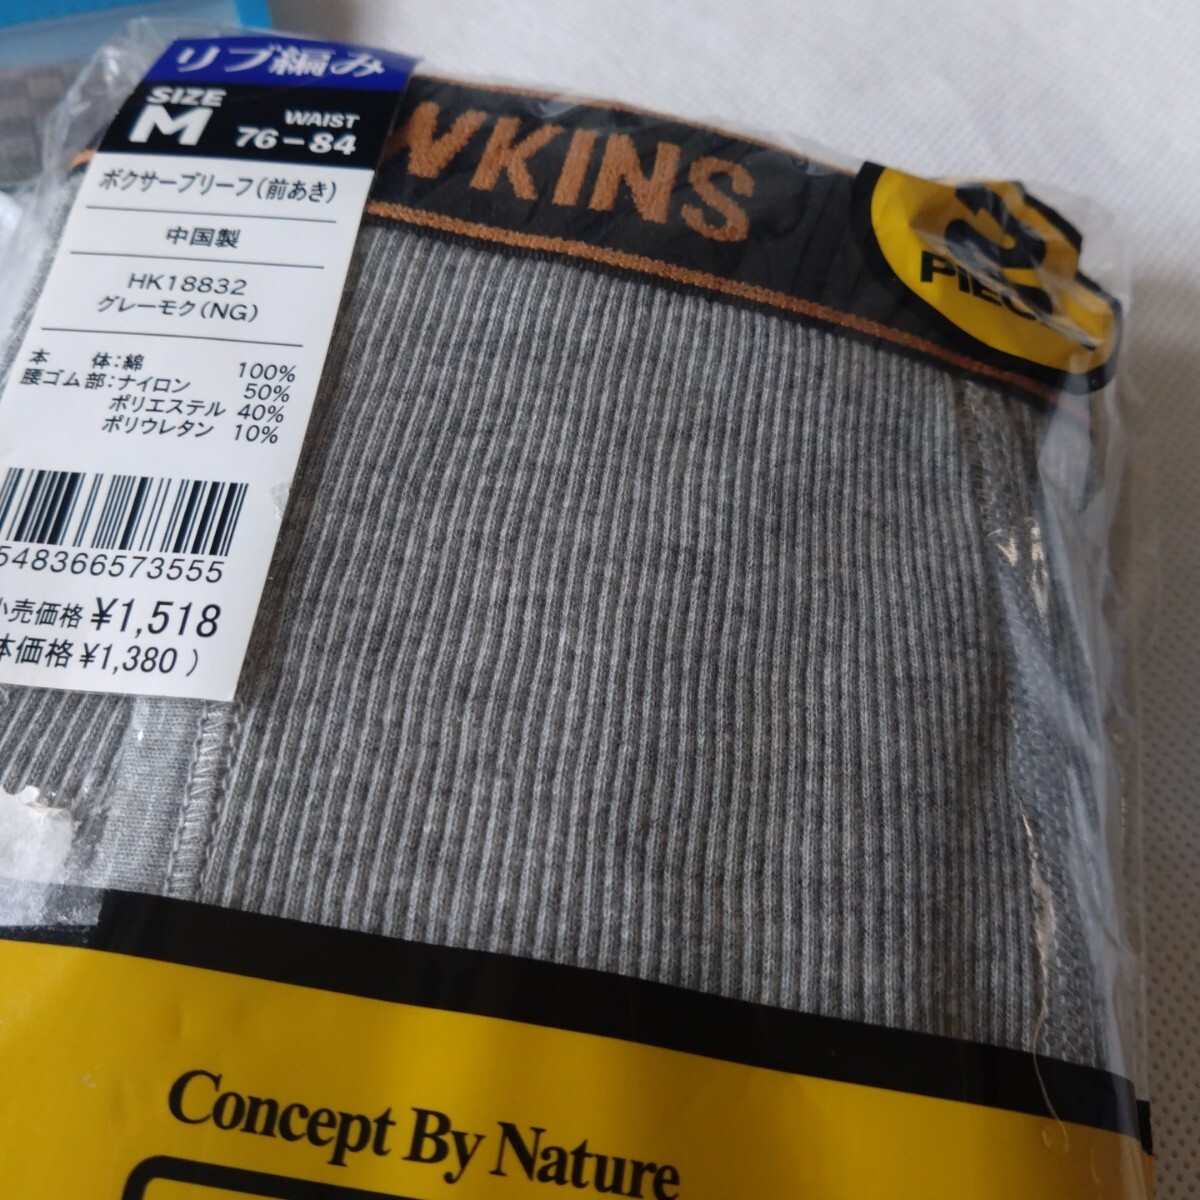 リブ編み
SIZE
M
WAIST
76-84
ボクサーブリーフ(前あき)
中国製
HK18832
グレーモク(NG)
本 体:綿 100%
腰ゴム部:ナイロン 50%
ポリエステル 40%
ポリウレタン 10%
548366573555
小売価格 ¥1,518
本価格 ¥1,380 )
WKINS
2
PIECE
Concept By Nature